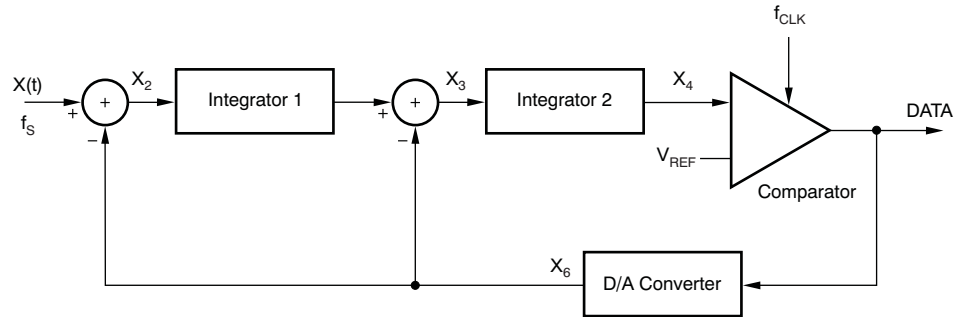 f_CLK
X(t)
X_2
Integrator 1
X_3
Integrator 2
X_4
DATA
+
+
+
+
f_S
−
−
V_REF
Comparator
X_6
D/A Converter